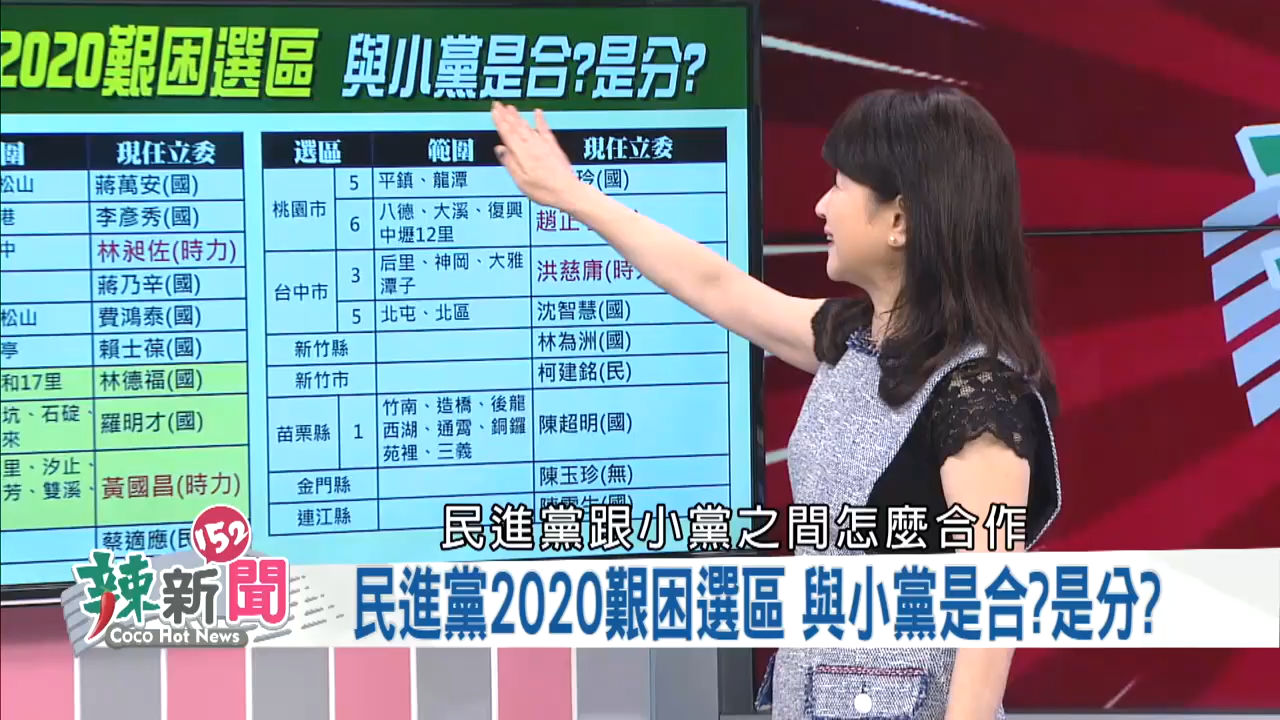 2020艱困選區 與小黨是合?是分?
圍 現任立委
松山 蔣萬安(國)
港 李彥秀(國)
中 林昶佐(時力)
蔣乃辛(國)
松山 費鴻泰(國)
亭 賴士葆(國)
和17里 林德福(國)
坑、石碇、
來
羅明才(國)
里、汐止、
芳、雙溪、
黃國昌(時力)
蔡適應(民
選區 範圍 現任立委
桃園市 5 平鎮、龍潭 玲(國)
6 八德、大溪、復興
中壢12里
趙正
台中市 3 后里、神岡、大雅
潭子
洪慈庸(時
5 北屯、北區 沈智慧(國)
新竹縣 林為洲(國)
新竹市 柯建銘(民)
苗栗縣 1 竹南、造橋、後龍
西湖、通霄、銅鑼
苑裡、三義
陳超明(國)
金門縣 陳玉珍(無)
連江縣 陳雪生(國)
民進黨跟小黨之間怎麼合作
152
辣新聞
Coco Hot News
民進黨2020艱困選區 與小黨是合?是分?